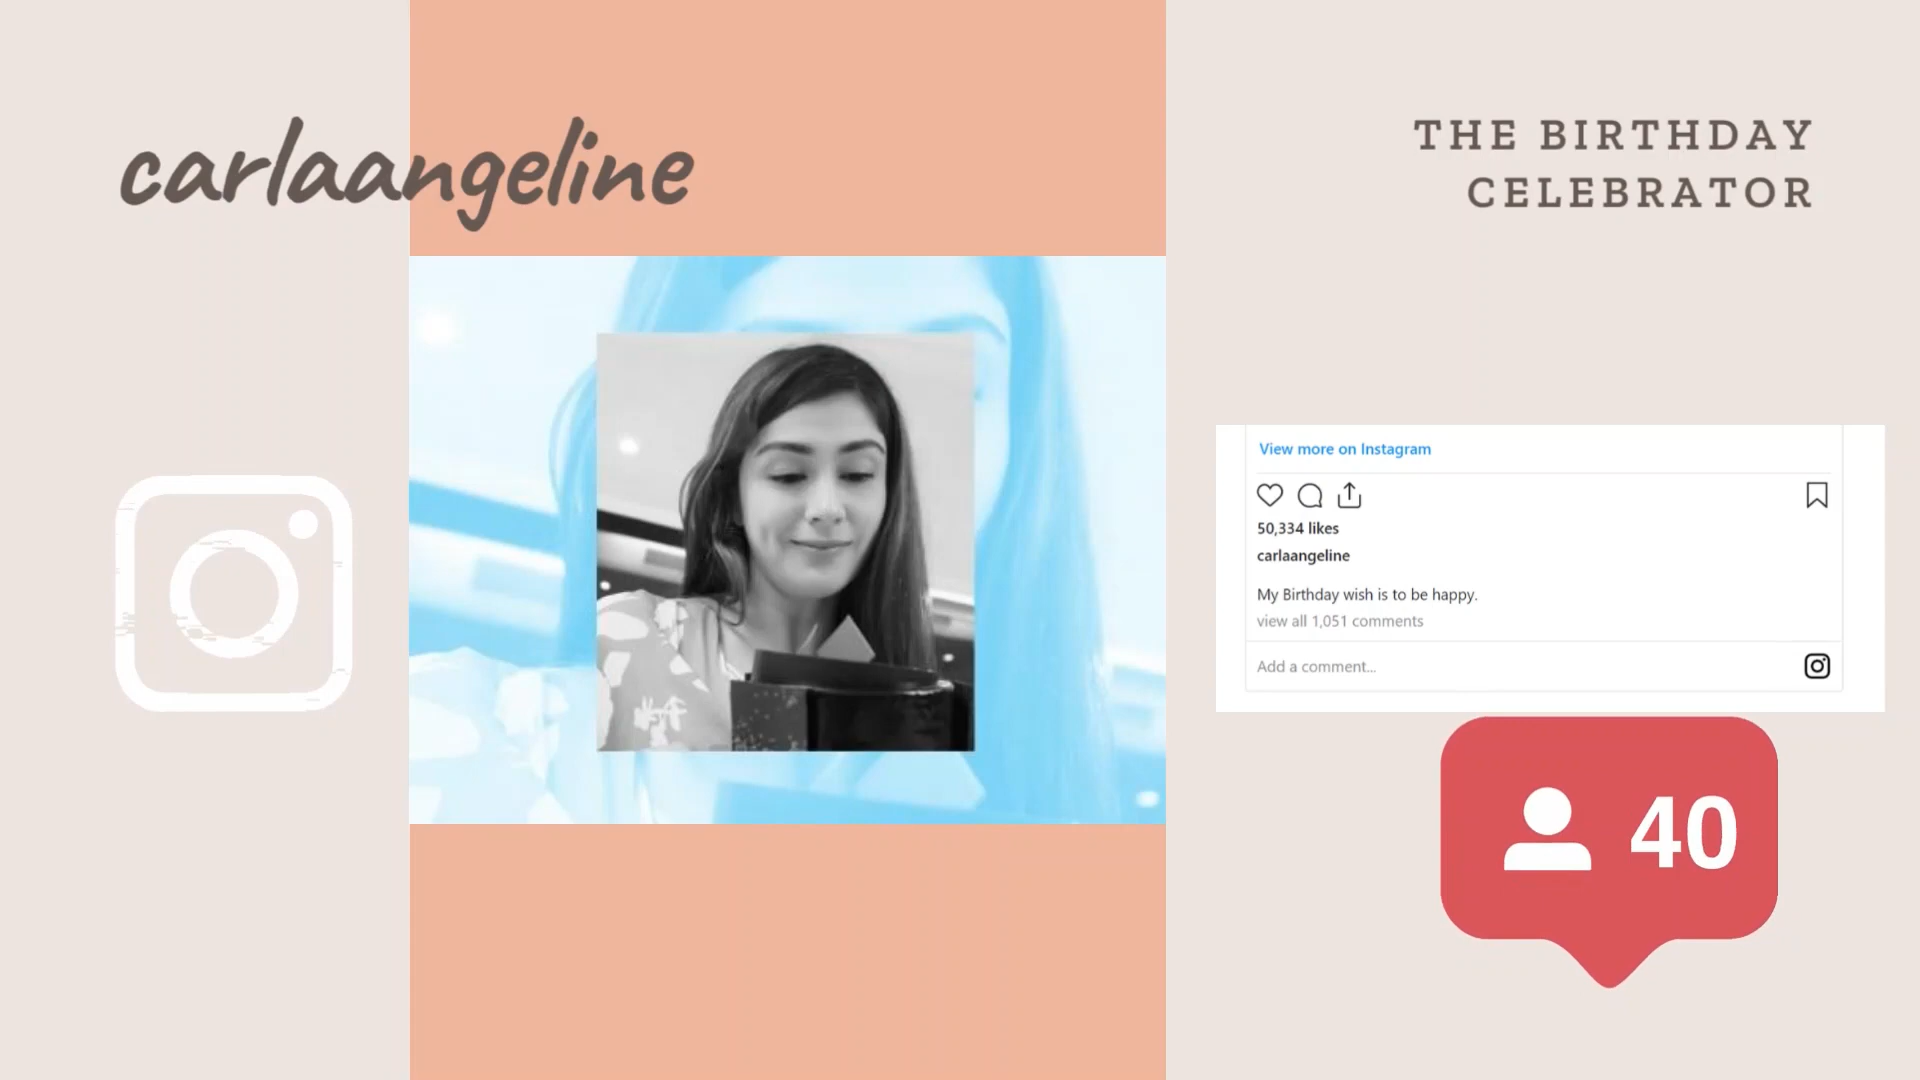 carlaangeline
THE BIRTHDAY
CELEBRATOR
View more on Instagram
50,334 likes
carlaangeline
My Birthday wish is to be happy.
view all 1,051 comments
Add a comment...
40